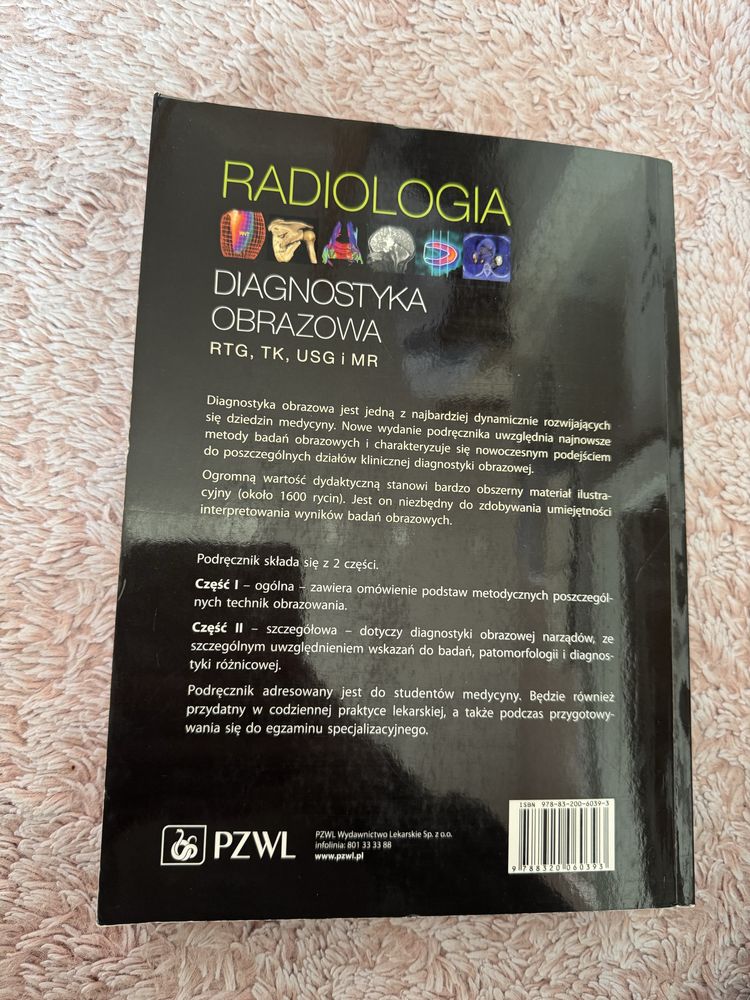 RADIOLOGIA
DIAGNOSTYKA
OBRAZOWA
RTG, TK, USG i MR
Diagnostyka obrazowa jest jedną z najbardziej dynamicznie rozwijających
się dziedzin medycyny. Nowe wydanie podręcznika uwzględnia najnowsze
metody badań obrazowych i charakteryzuje się nowoczesnym podejściem
do poszczególnych działów klinicznej diagnostyki obrazowej.
Ogromną wartość dydaktyczną stanowi bardzo obszerny materiał ilustra-
cyjny (około 1600 rycin). Jest on niezbędny do zdobywania umiejętności
interpretowania wyników badań obrazowych.
Podręcznik składa się z 2 części.
Część I – ogólna – zawiera omówienie podstaw metodycznych poszczegól-
nych technik obrazowania.
Część II – szczegółowa – dotyczy diagnostyki obrazowej narządów, ze
szczególnym uwzględnieniem wskazań do badań, patomorfologii i diagnos-
tyki różnicowej.
Podręcznik adresowany jest do studentów medycyny. Będzie również
przydatny w codziennej praktyce lekarskiej, a także podczas przygotowy-
wania się do egzaminu specjalizacyjnego.
PZWL
PZWL Wydawnictwo Lekarskie Sp. z o.o.
infolinia: 801 33 33 88
www.pzwl.pl
ISBN 978-83-200-6039-3
9 788320 060393